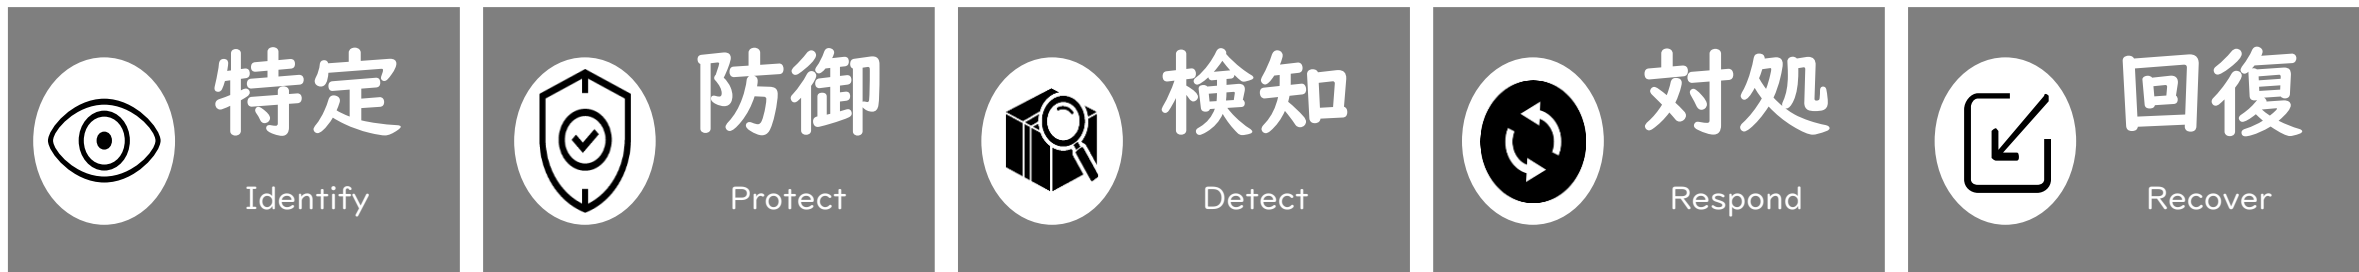 特定
Identify
防御
Protect
検知
Detect
対処
Respond
回復
Recover